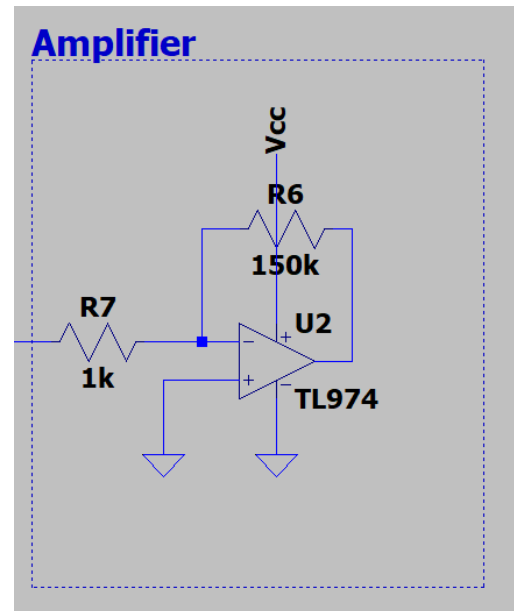 Amplifier
Vcc
R6
150k
R7
1k
U2
+
−
−
+
TL974